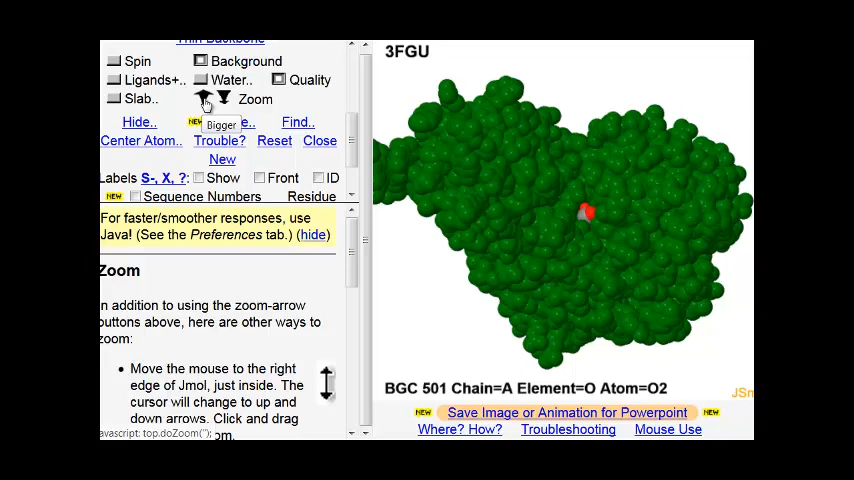 Thin Backbone
Spin Background
Ligands+.. Water.. Quality
Slab.. Zoom
Hide.. NEW e.. Find..
Bigger
Center Atom.. Trouble? Reset Close
New
Labels S-, X, ?: Show Front ID
NEW Sequence Numbers Residue
For faster/smoother responses, use
Java! (See the Preferences tab.) (hide)
Zoom
n addition to using the zoom-arrow
buttons above, here are other ways to
zoom:
• Move the mouse to the right
edge of Jmol, just inside. The
cursor will change to up and
down arrows. Click and drag
om.
avascript: top.doZoom('');
3FGU
BGC 501 Chain=A Element=O Atom=O2
JSm
NEW Save Image or Animation for Powerpoint NEW
Where? How? Troubleshooting Mouse Use